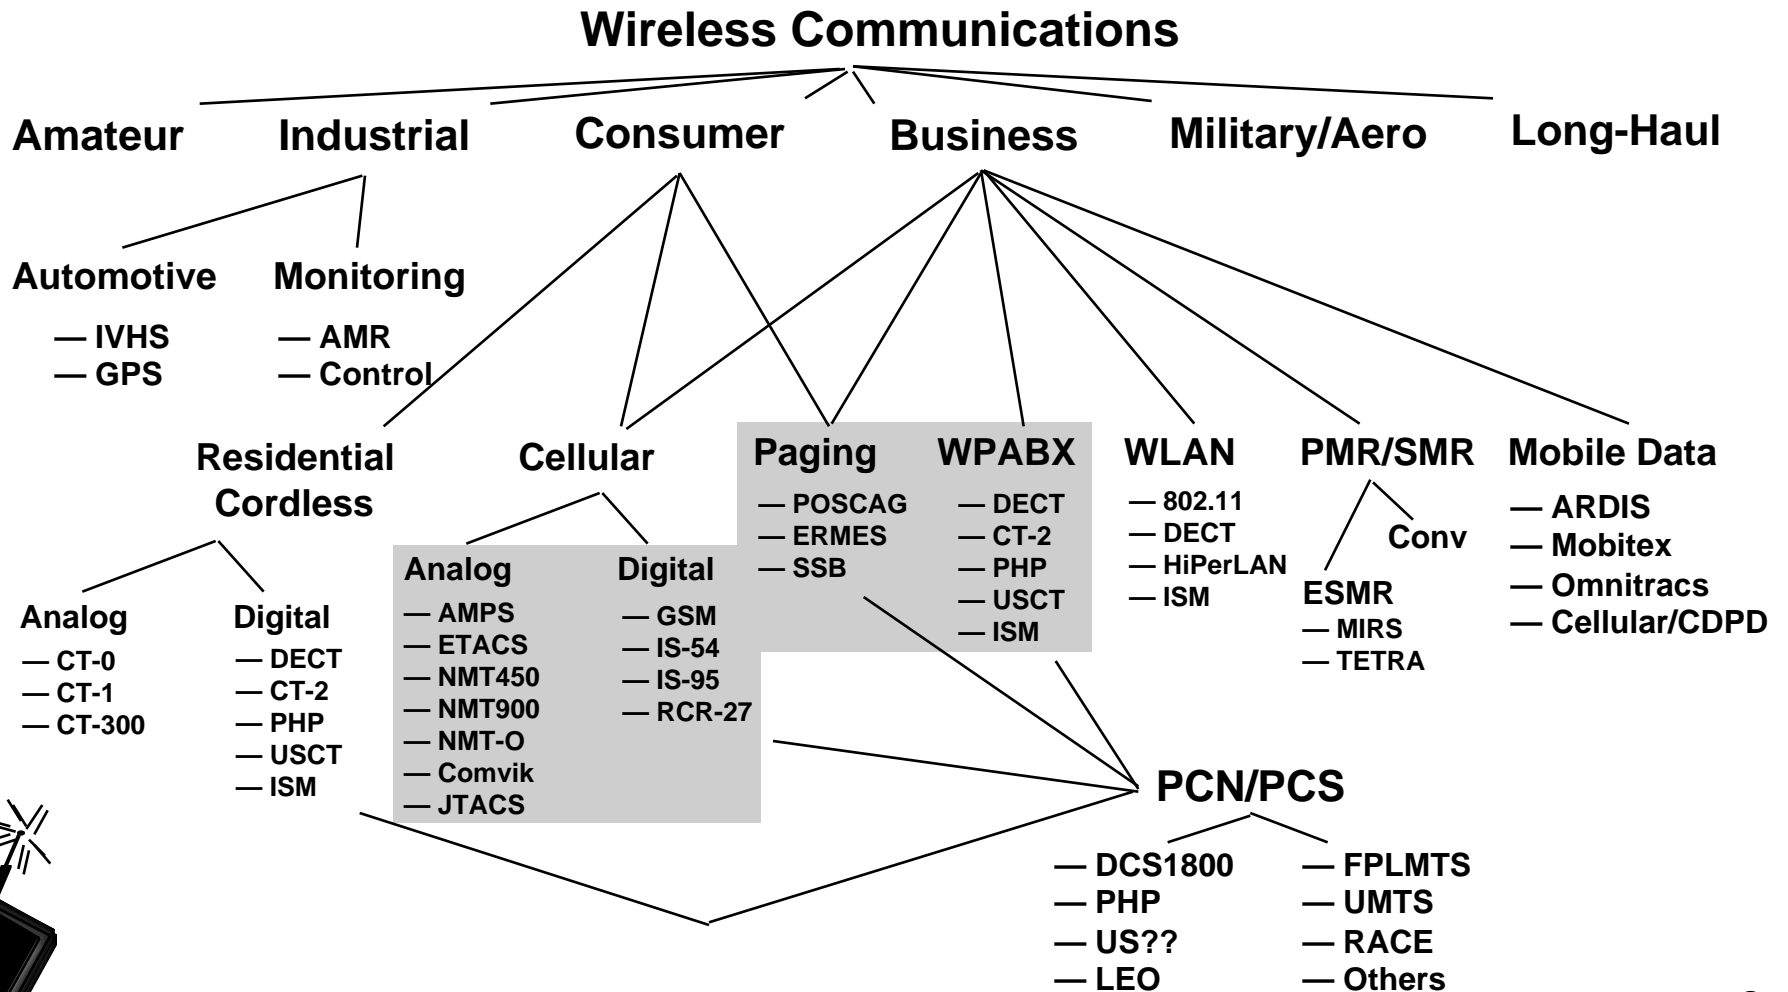 Wireless Communications
Amateur
Industrial
Consumer
Business
Military/Aero
Long-Haul
Automotive
— IVHS
— GPS
Monitoring
— AMR
— Control
Residential
Cordless
Analog
— CT-0
— CT-1
— CT-300
Digital
— DECT
— CT-2
— PHP
— USCT
— ISM
Cellular
Analog
— AMPS
— ETACS
— NMT450
— NMT900
— NMT-O
— Comvik
— JTACS
Digital
— GSM
— IS-54
— IS-95
— RCR-27
Paging
— POSCAG
— ERMES
— SSB
WPABX
— DECT
— CT-2
— PHP
— USCT
— ISM
WLAN
— 802.11
— DECT
— HiPerLAN
— ISM
PMR/SMR
Conv
ESMR
— MIRS
— TETRA
Mobile Data
— ARDIS
— Mobitex
— Omnitracs
— Cellular/CDPD
PCN/PCS
— DCS1800
— PHP
— US??
— LEO
— FPLMTS
— UMTS
— RACE
— Others